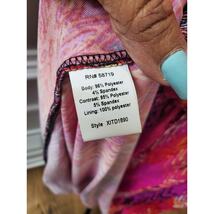 RN# 58719
Body: 96% Polyester
4% Spandex
Contrast: 95% Polyester
5% Spandex
Lining: 100% polyester
Style: XITD1890